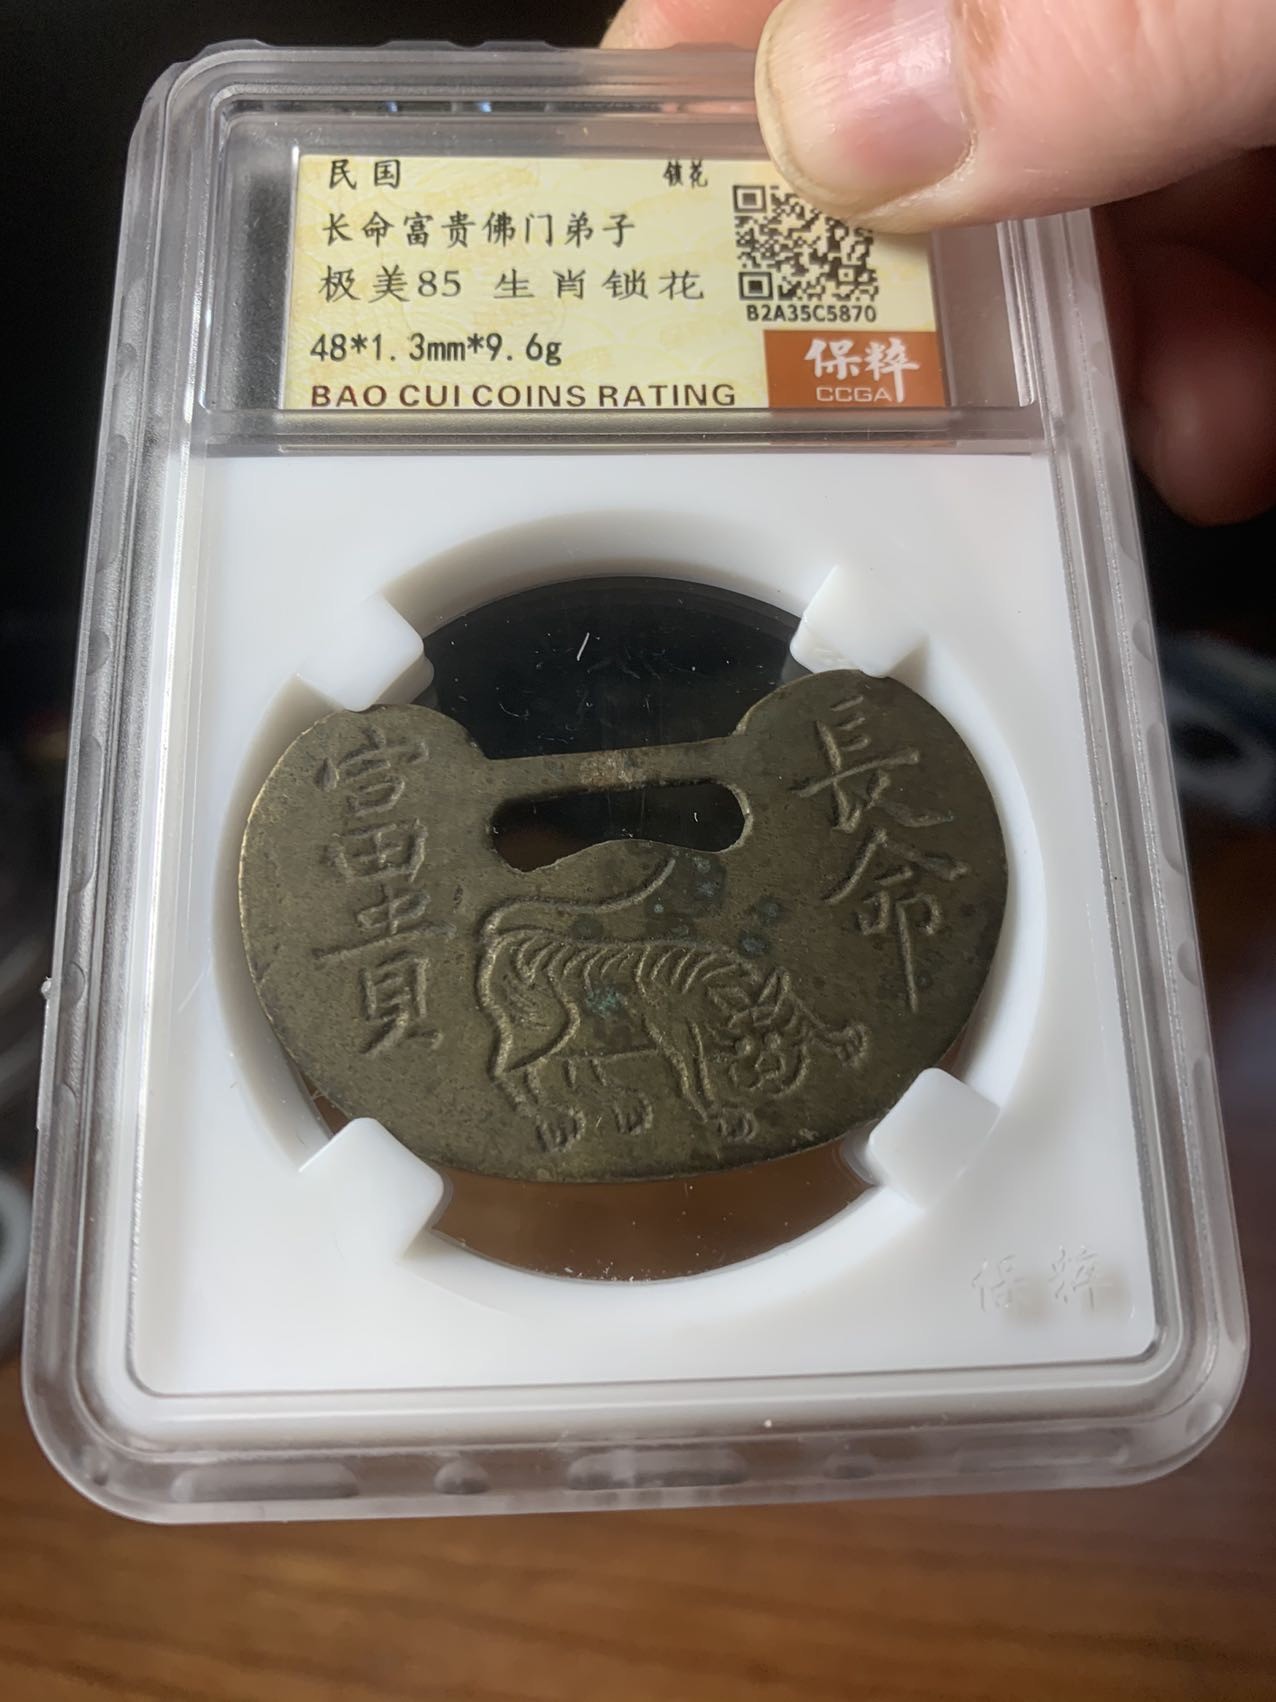 民国 锁花
长命富贵佛门弟子
极美85 生肖锁花
B2A35C5870
48*1.3mm*9.6g
保粹
CCGA
BAO CUI COINS RATING
長命
富貴
保粹